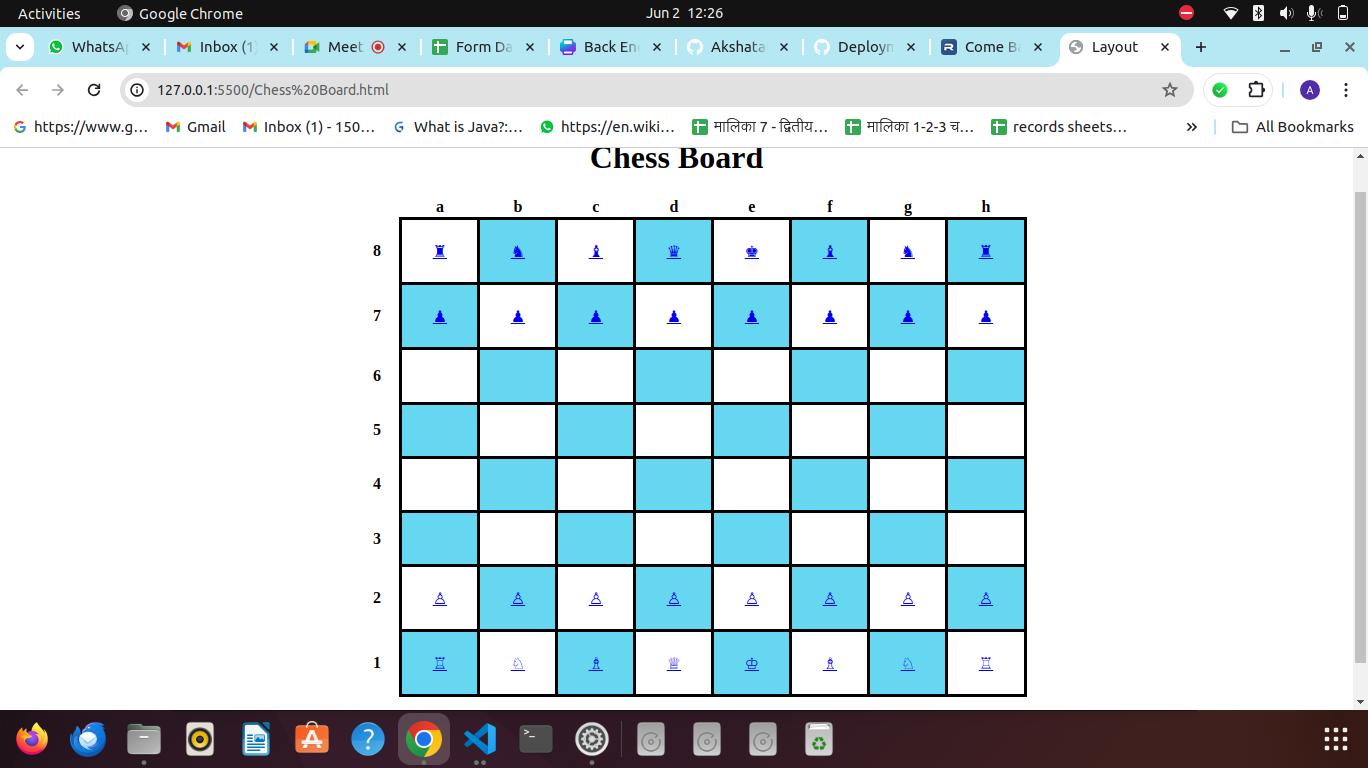 Activities Google Chrome Jun 2 12:26
WhatsAp Inbox (1) Meet Form Da Back En Akshata Deploym Come Ba Layout
127.0.0.1:5500/Chess%20Board.html A
https://www.g... Gmail Inbox (1) - 150... What is Java?:... https://en.wiki... मालिका 7 - द्वितीय... मालिका 1-2-3 च... records sheets... » All Bookmarks
Chess Board
a b c d e f g h
8 ♜ ♞ ♝ ♛ ♚ ♝ ♞ ♜
7 ♟ ♟ ♟ ♟ ♟ ♟ ♟ ♟
6
5
4
3
2 ♙ ♙ ♙ ♙ ♙ ♙ ♙ ♙
1 ♖ ♘ ♗ ♕ ♔ ♗ ♘ ♖